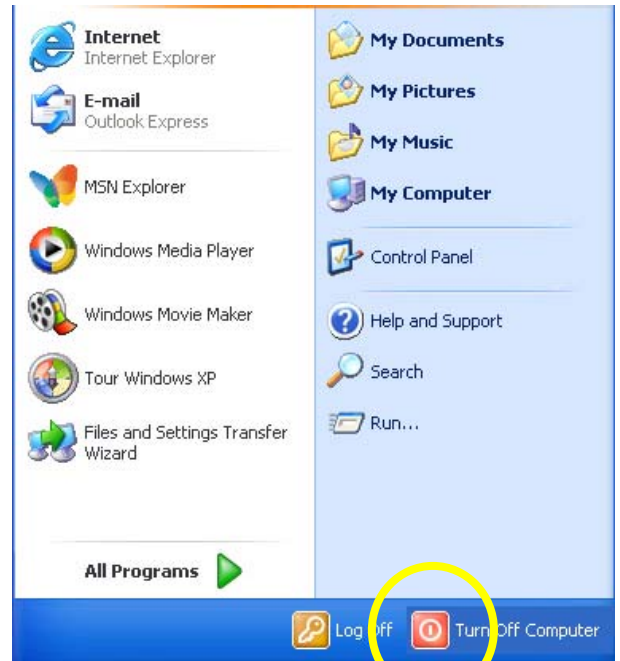 Internet
Internet Explorer
E-mail
Outlook Express
MSN Explorer
Windows Media Player
Windows Movie Maker
Tour Windows XP
Files and Settings Transfer
Wizard
All Programs
My Documents
My Pictures
My Music
My Computer
Control Panel
Help and Support
Search
Run...
Log Off
Turn Off Computer